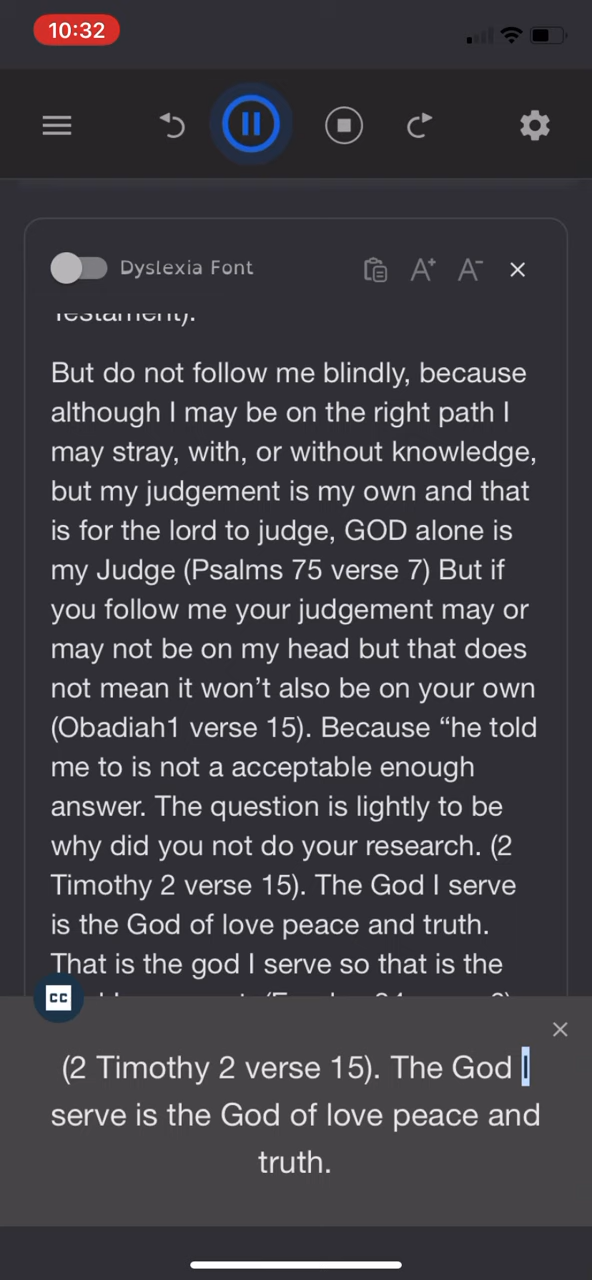 10:32
Dyslexia Font
A+ A-
Testament).
But do not follow me blindly, because
although I may be on the right path I
may stray, with, or without knowledge,
but my judgement is my own and that
is for the lord to judge, GOD alone is
my Judge (Psalms 75 verse 7) But if
you follow me your judgement may or
may not be on my head but that does
not mean it won’t also be on your own
(Obadiah1 verse 15). Because “he told
me to is not a acceptable enough
answer. The question is lightly to be
why did you not do your research. (2
Timothy 2 verse 15). The God I serve
is the God of love peace and truth.
That is the god I serve so that is the
CC
(2 Timothy 2 verse 15). The God I
serve is the God of love peace and
truth.